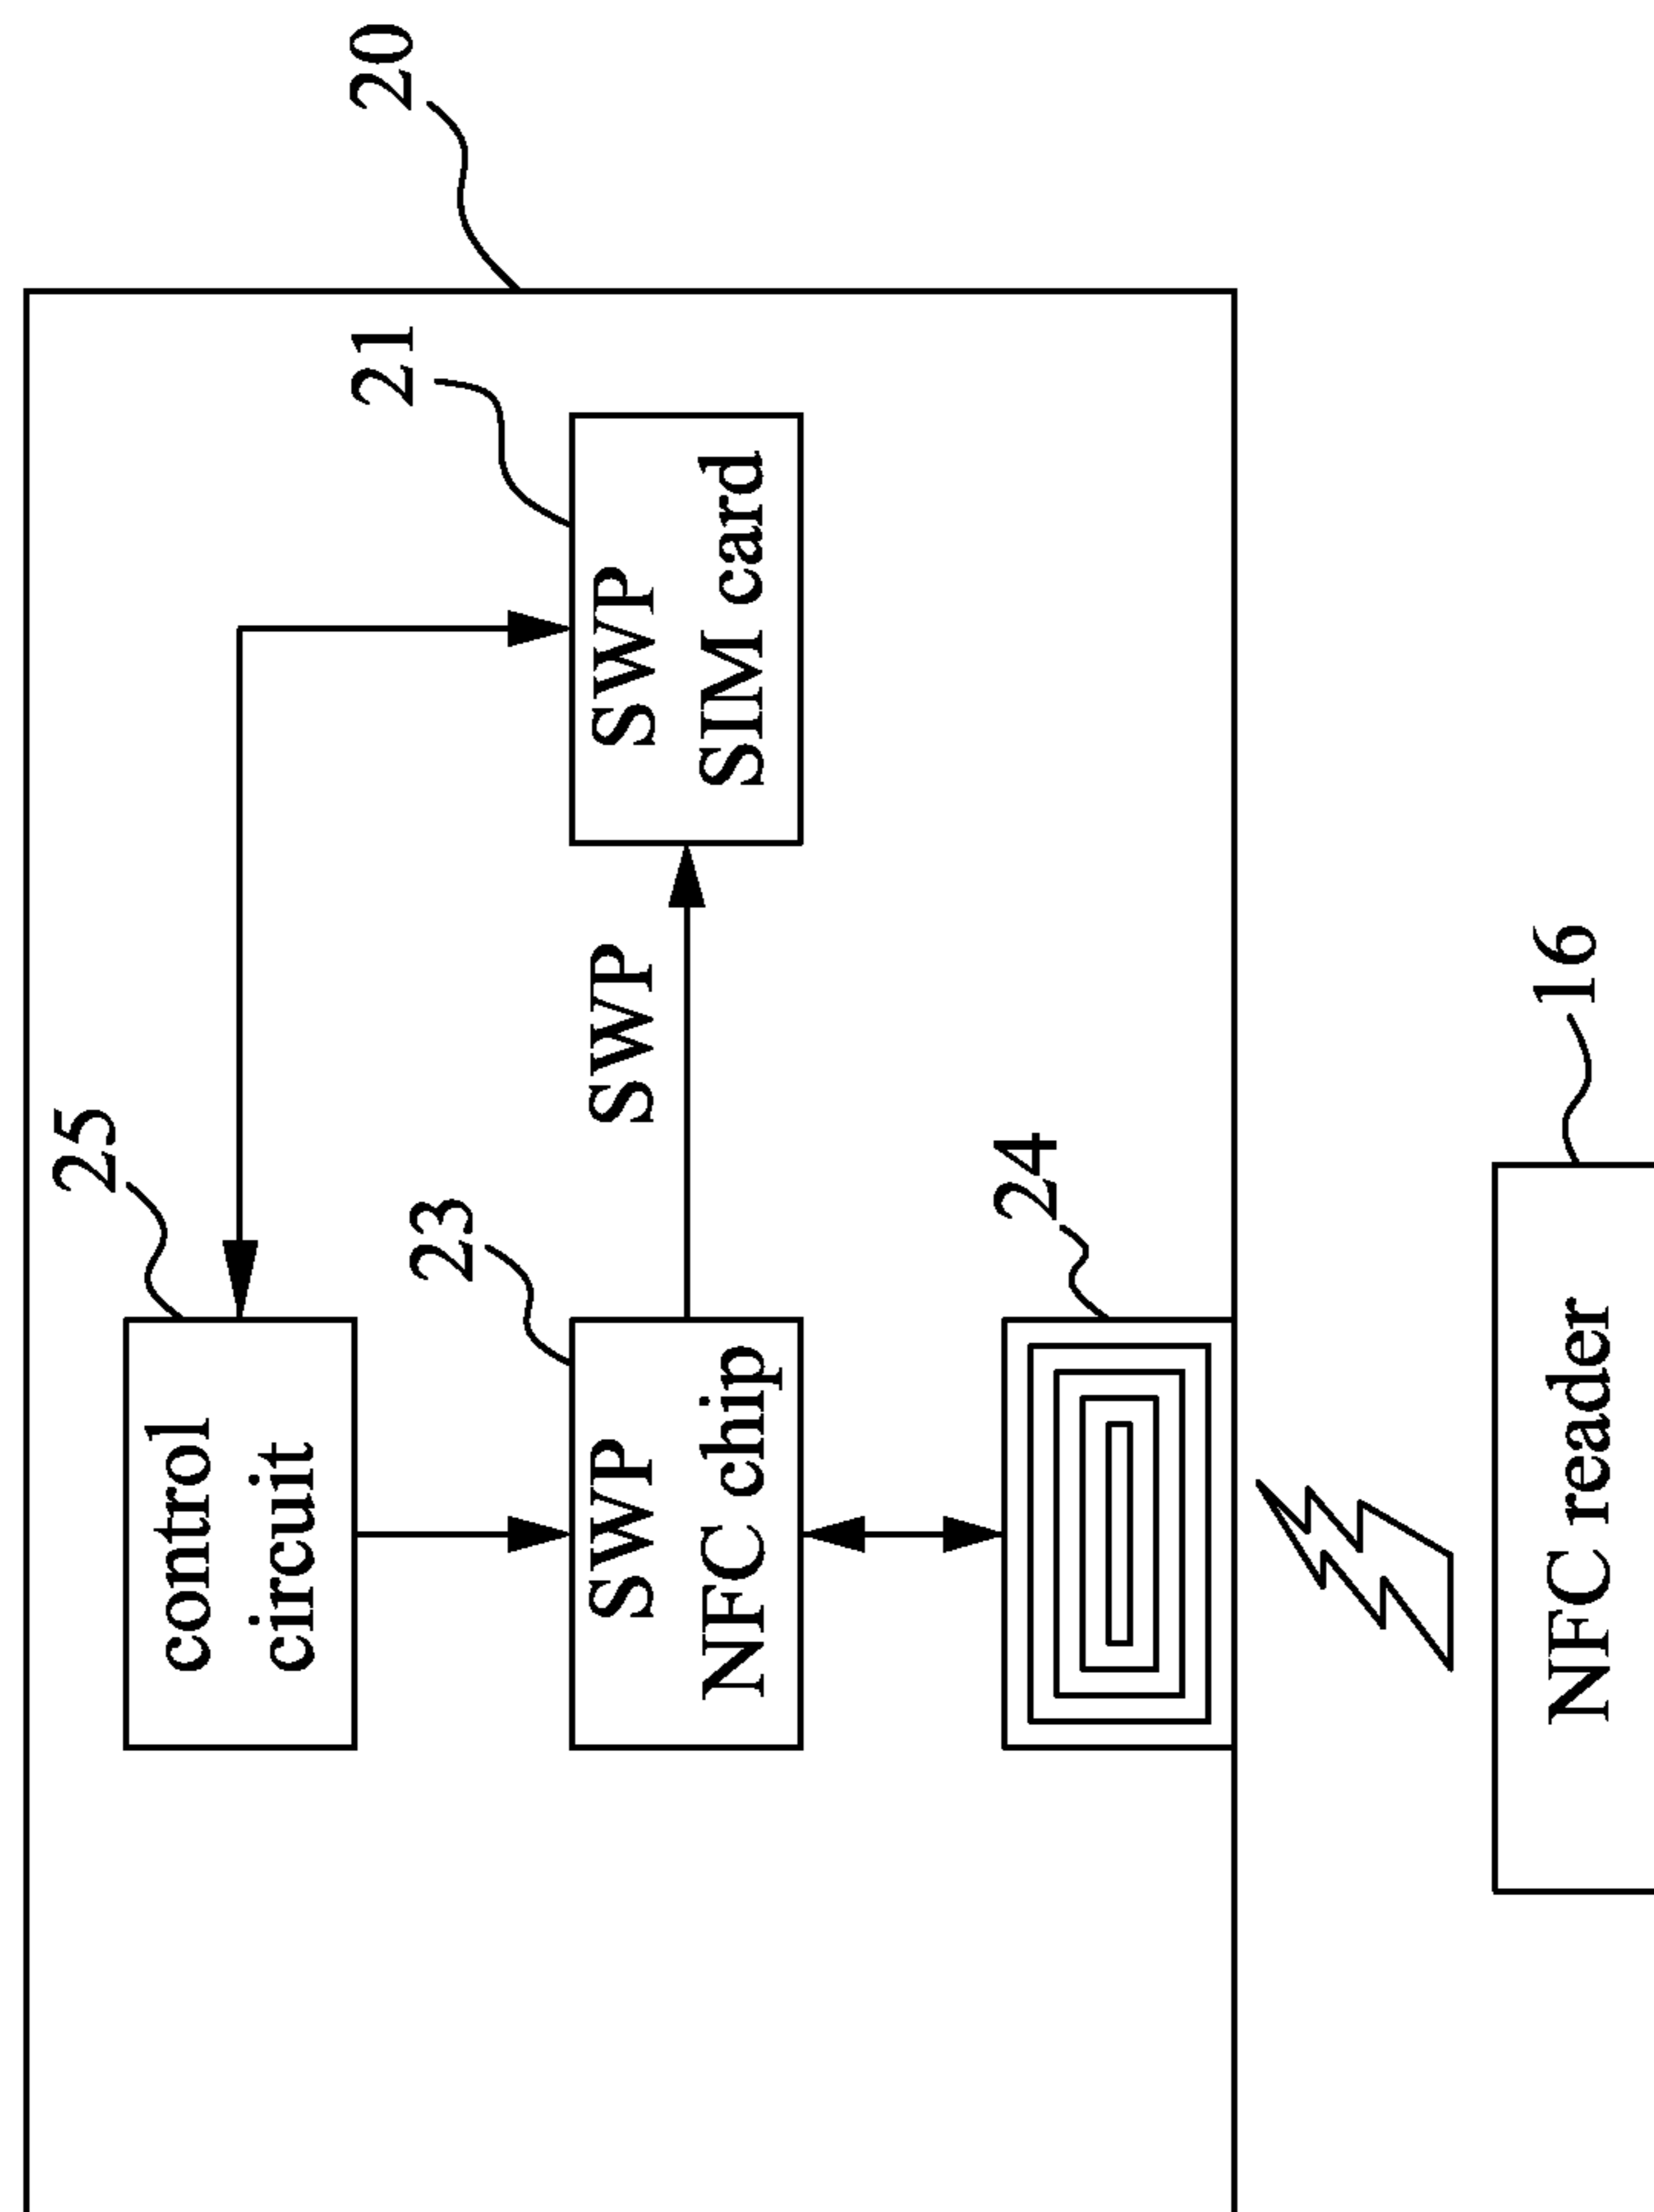 20
21
25
control
circuit
23
SWP
NFC chip
SWP
SWP
SIM card
24
16
NFC reader